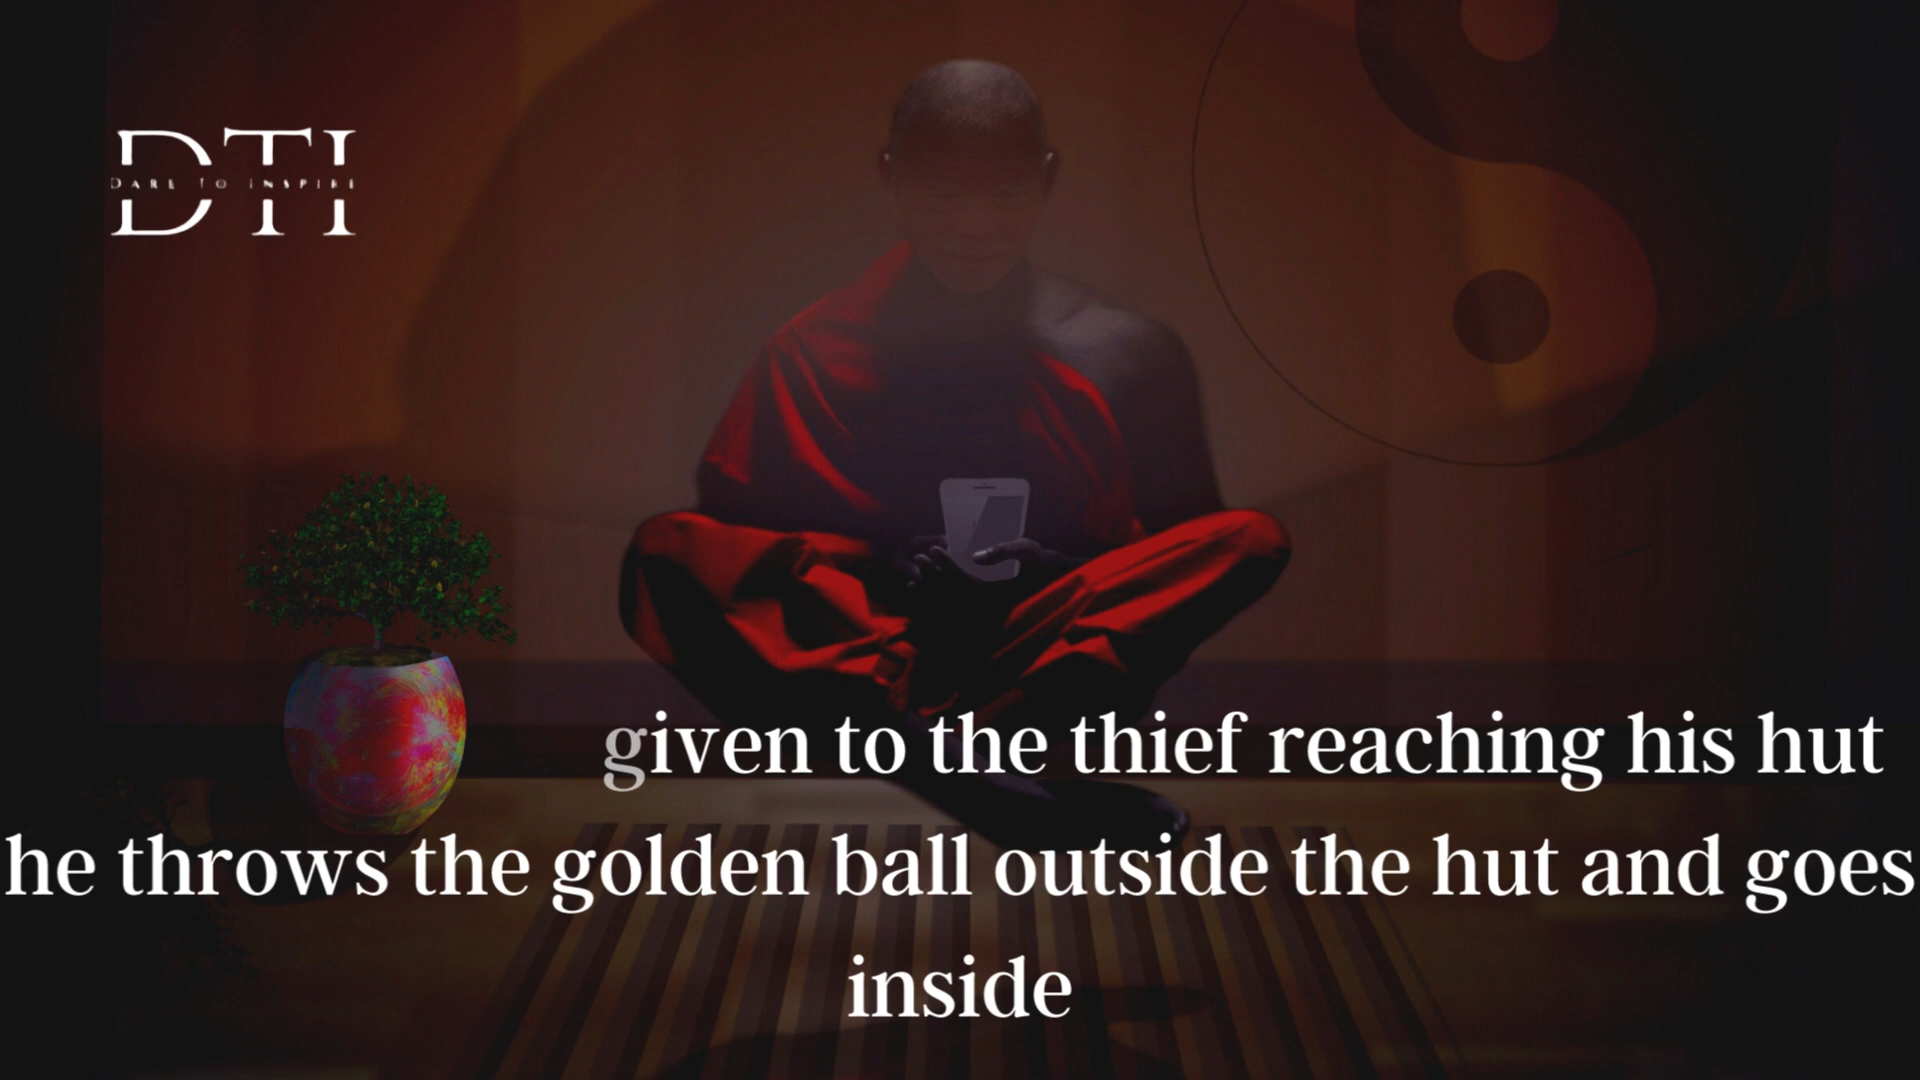 DTI
DARE TO INSPIRE
given to the thief reaching his hut
he throws the golden ball outside the hut and goes
inside